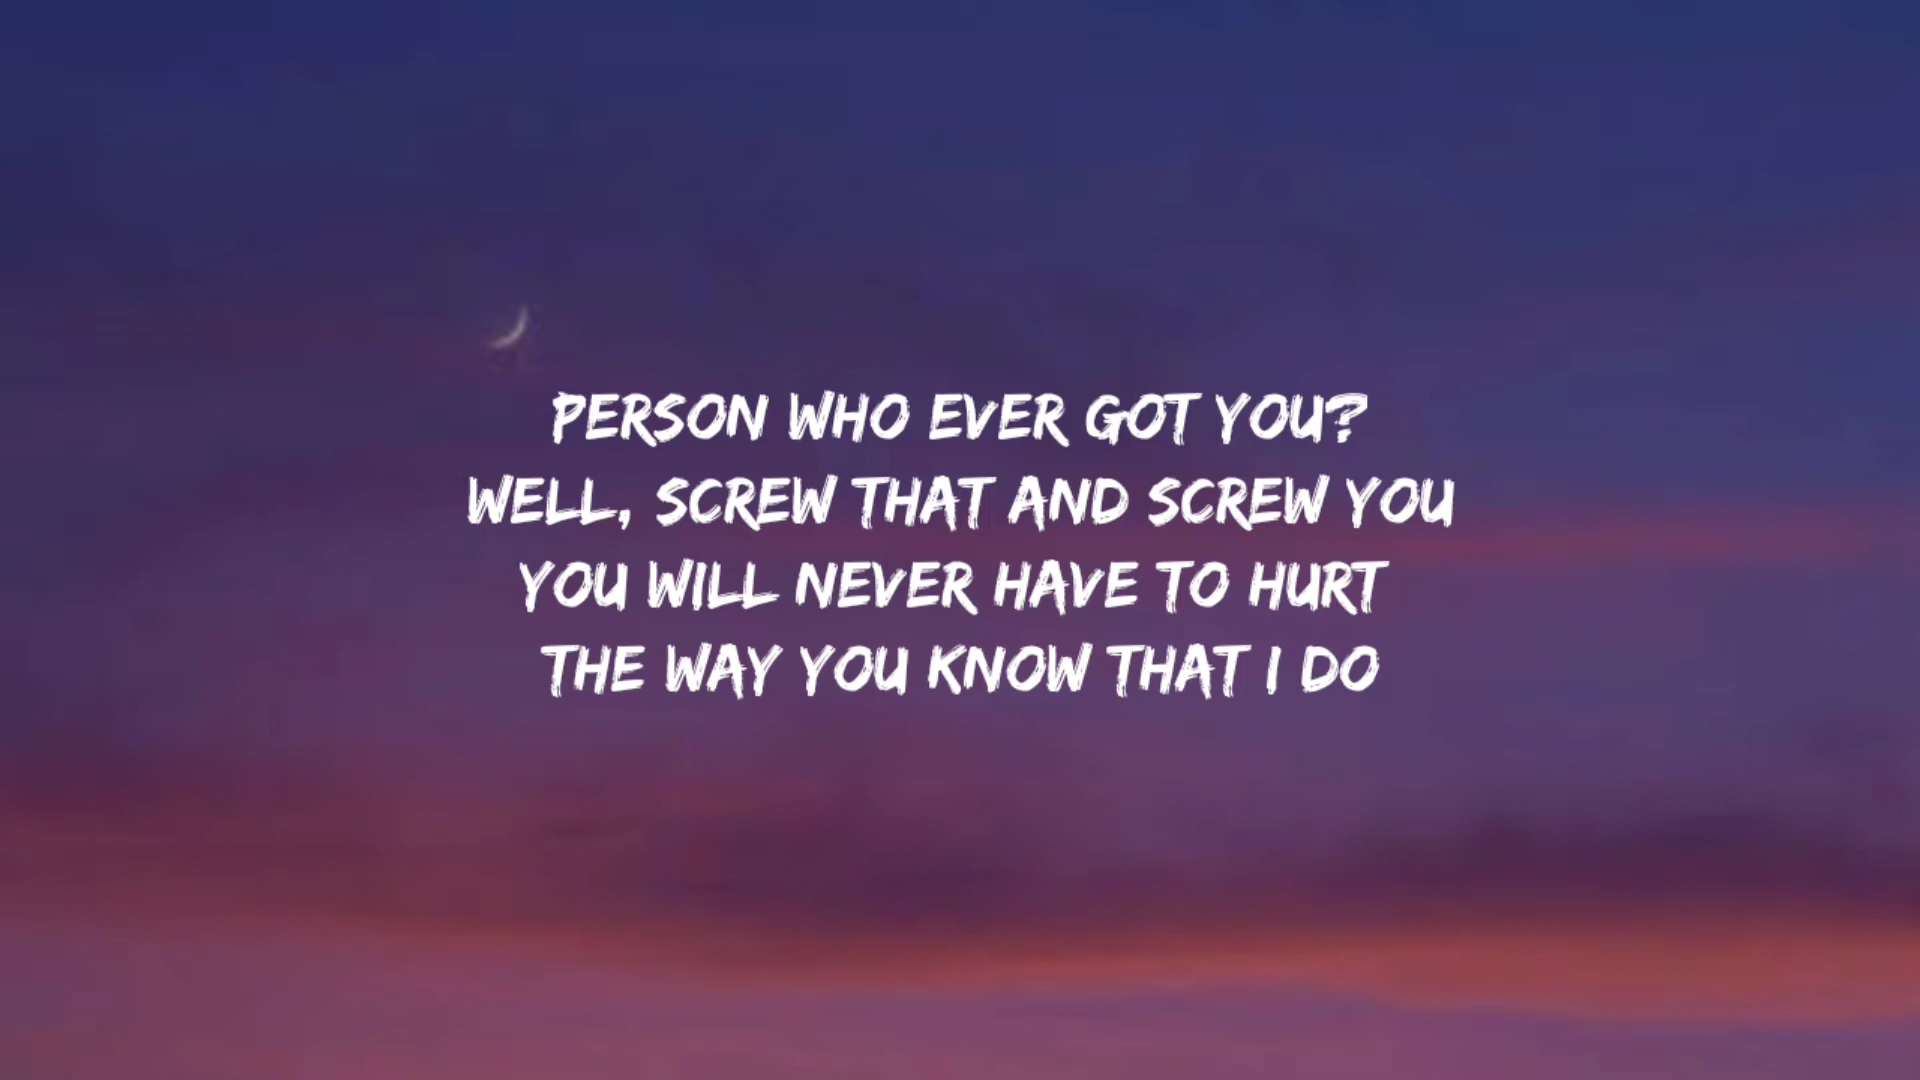 PERSON WHO EVER GOT YOU?
WELL, SCREW THAT AND SCREW YOU
YOU WILL NEVER HAVE TO HURT
THE WAY YOU KNOW THAT I DO